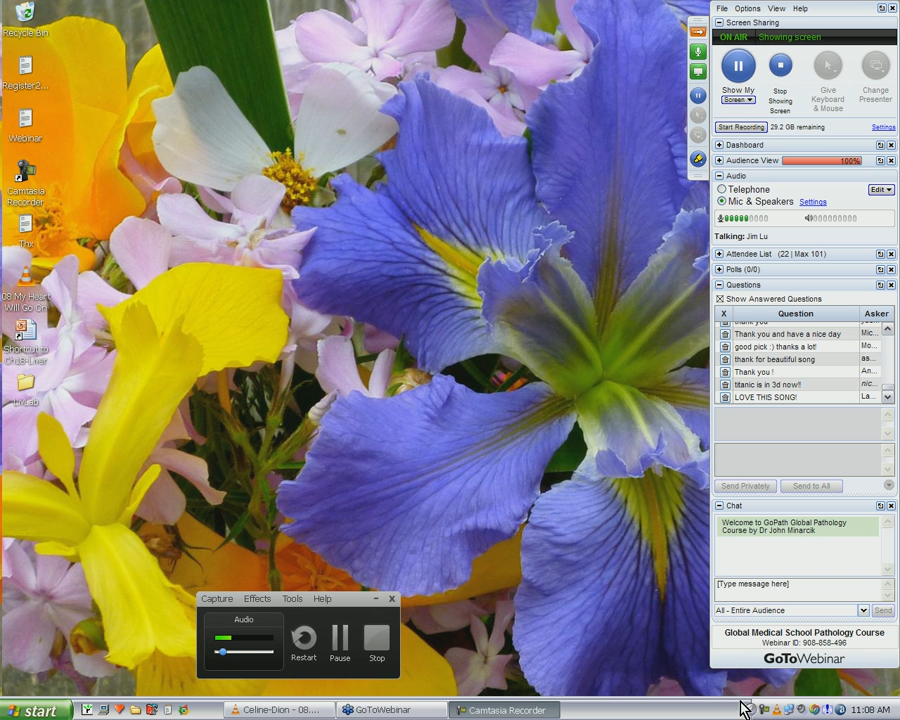 Recycle Bin
Register2...
Webinar
Camtasia
Recorder
Thx
08 My Heart
Will Go On
Shortcut to
Ch18-Liver
File Options View Help
Screen Sharing
ON AIR Showing screen
Show My
Screen
Stop
Showing
Screen
Give
Keyboard
& Mouse
Change
Presenter
Start Recording 29.2 GB remaining Settings
Dashboard
Audience View 100%
Audio
Telephone Edit
Mic & Speakers Settings
Talking: Jim Lu
Attendee List (22 | Max 101)
Polls (0/0)
Questions
Show Answered Questions
X Question Asker
Thank you and have a nice day Mic...
good pick :) thanks a lot! Mo...
thank for beautiful song as...
Thank you ! An...
titanic is in 3d now!! nic...
LOVE THIS SONG! La...
Send Privately Send to All
Chat
Welcome to GoPath Global Pathology
Course by Dr John Minarcik
[Type message here]
All - Entire Audience Send
Global Medical School Pathology Course
Webinar ID: 908-858-496
GoToWebinar
Capture Effects Tools Help
Audio
Restart Pause Stop
start Celine-Dion - 08.... GoToWebinar Camtasia Recorder 11:08 AM